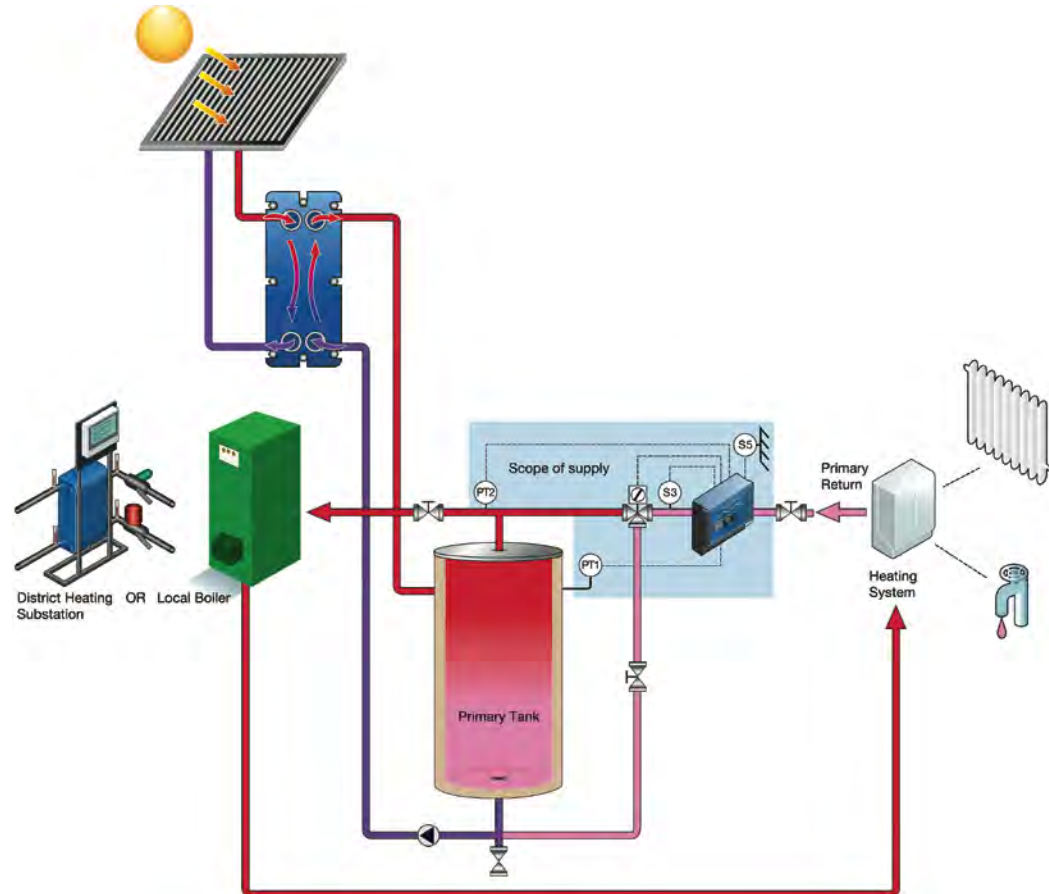 S5
Scope of supply
Primary
Return
PT2
S3
PT1
District Heating OR Local Boiler
Substation
Heating
System
Primary Tank